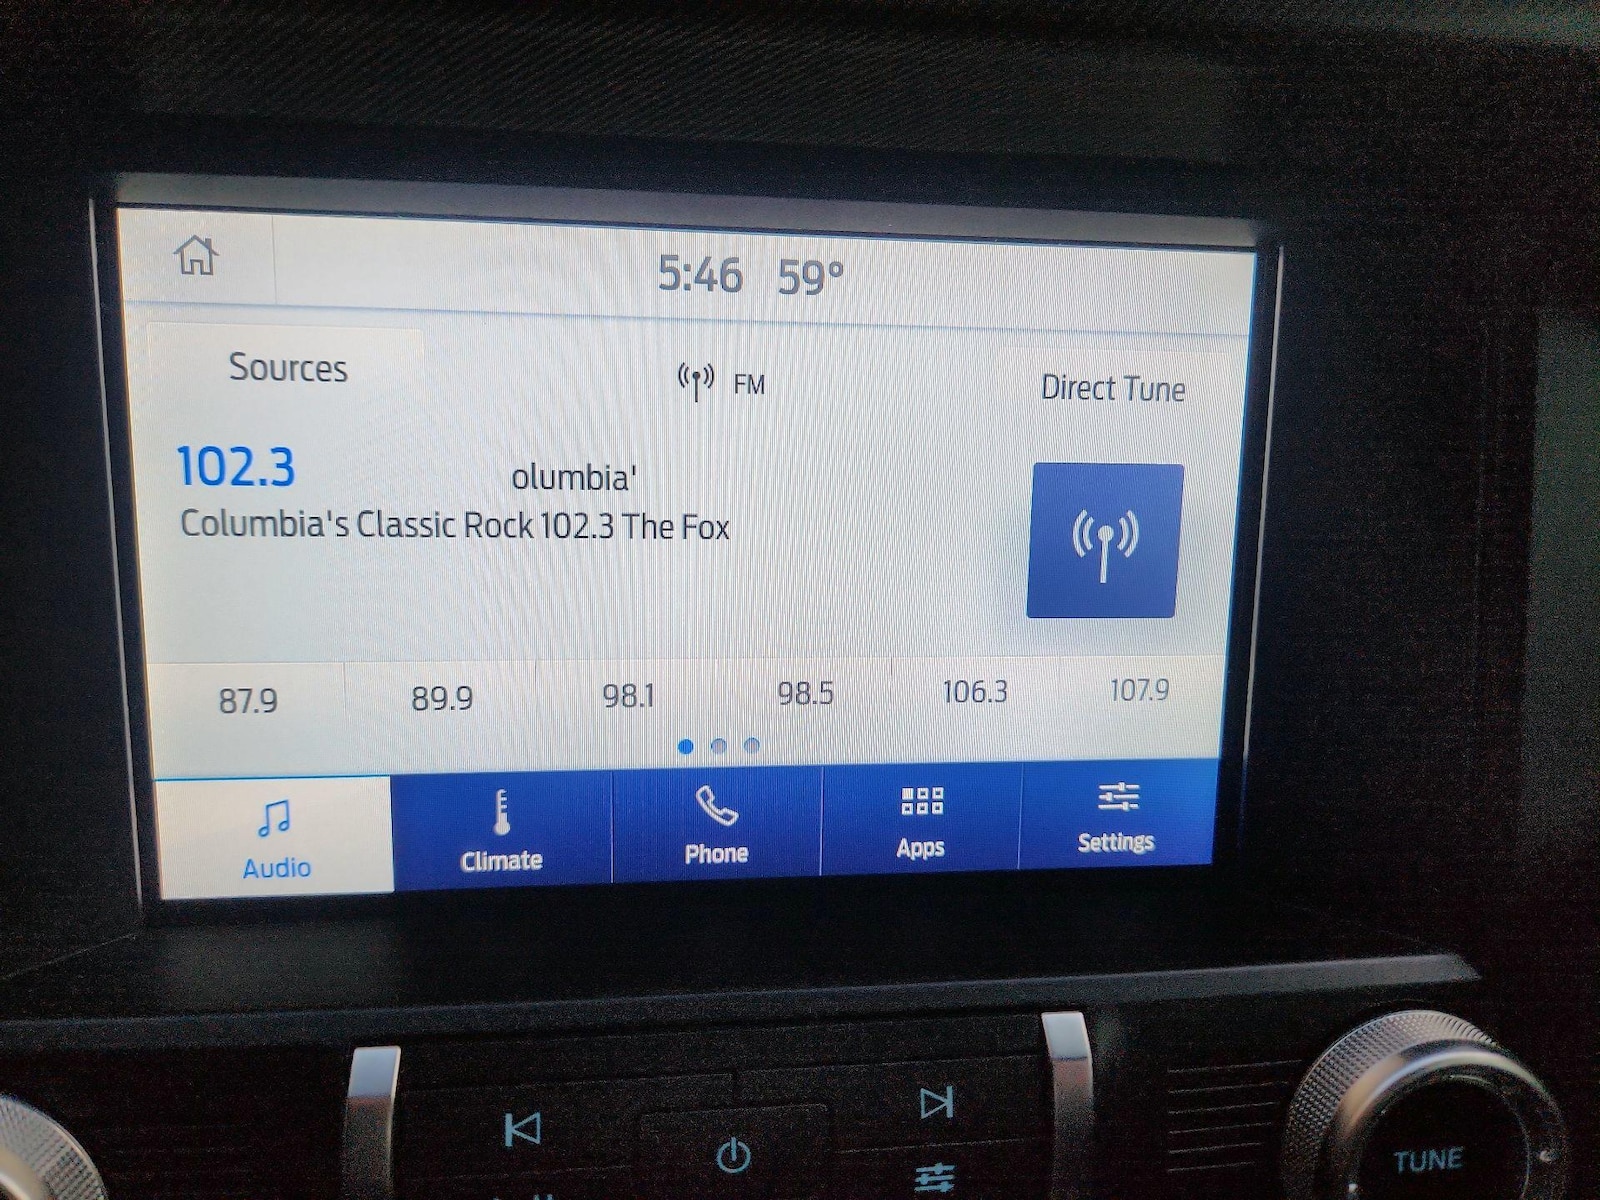 5:46 59°
Sources
FM
Direct Tune
102.3
olumbia'
Columbia's Classic Rock 102.3 The Fox
87.9 89.9 98.1 98.5 106.3 107.9
Audio Climate Phone Apps Settings
TUNE